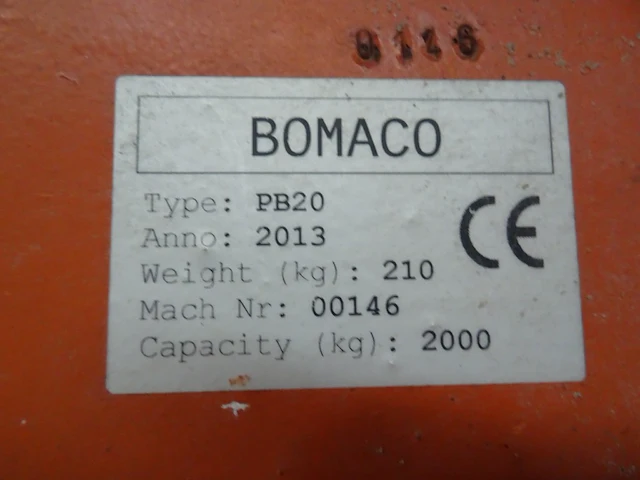 BOMACO
Type: PB20
Anno: 2013
Weight (kg): 210
Mach Nr: 00146
Capacity (kg): 2000
CE